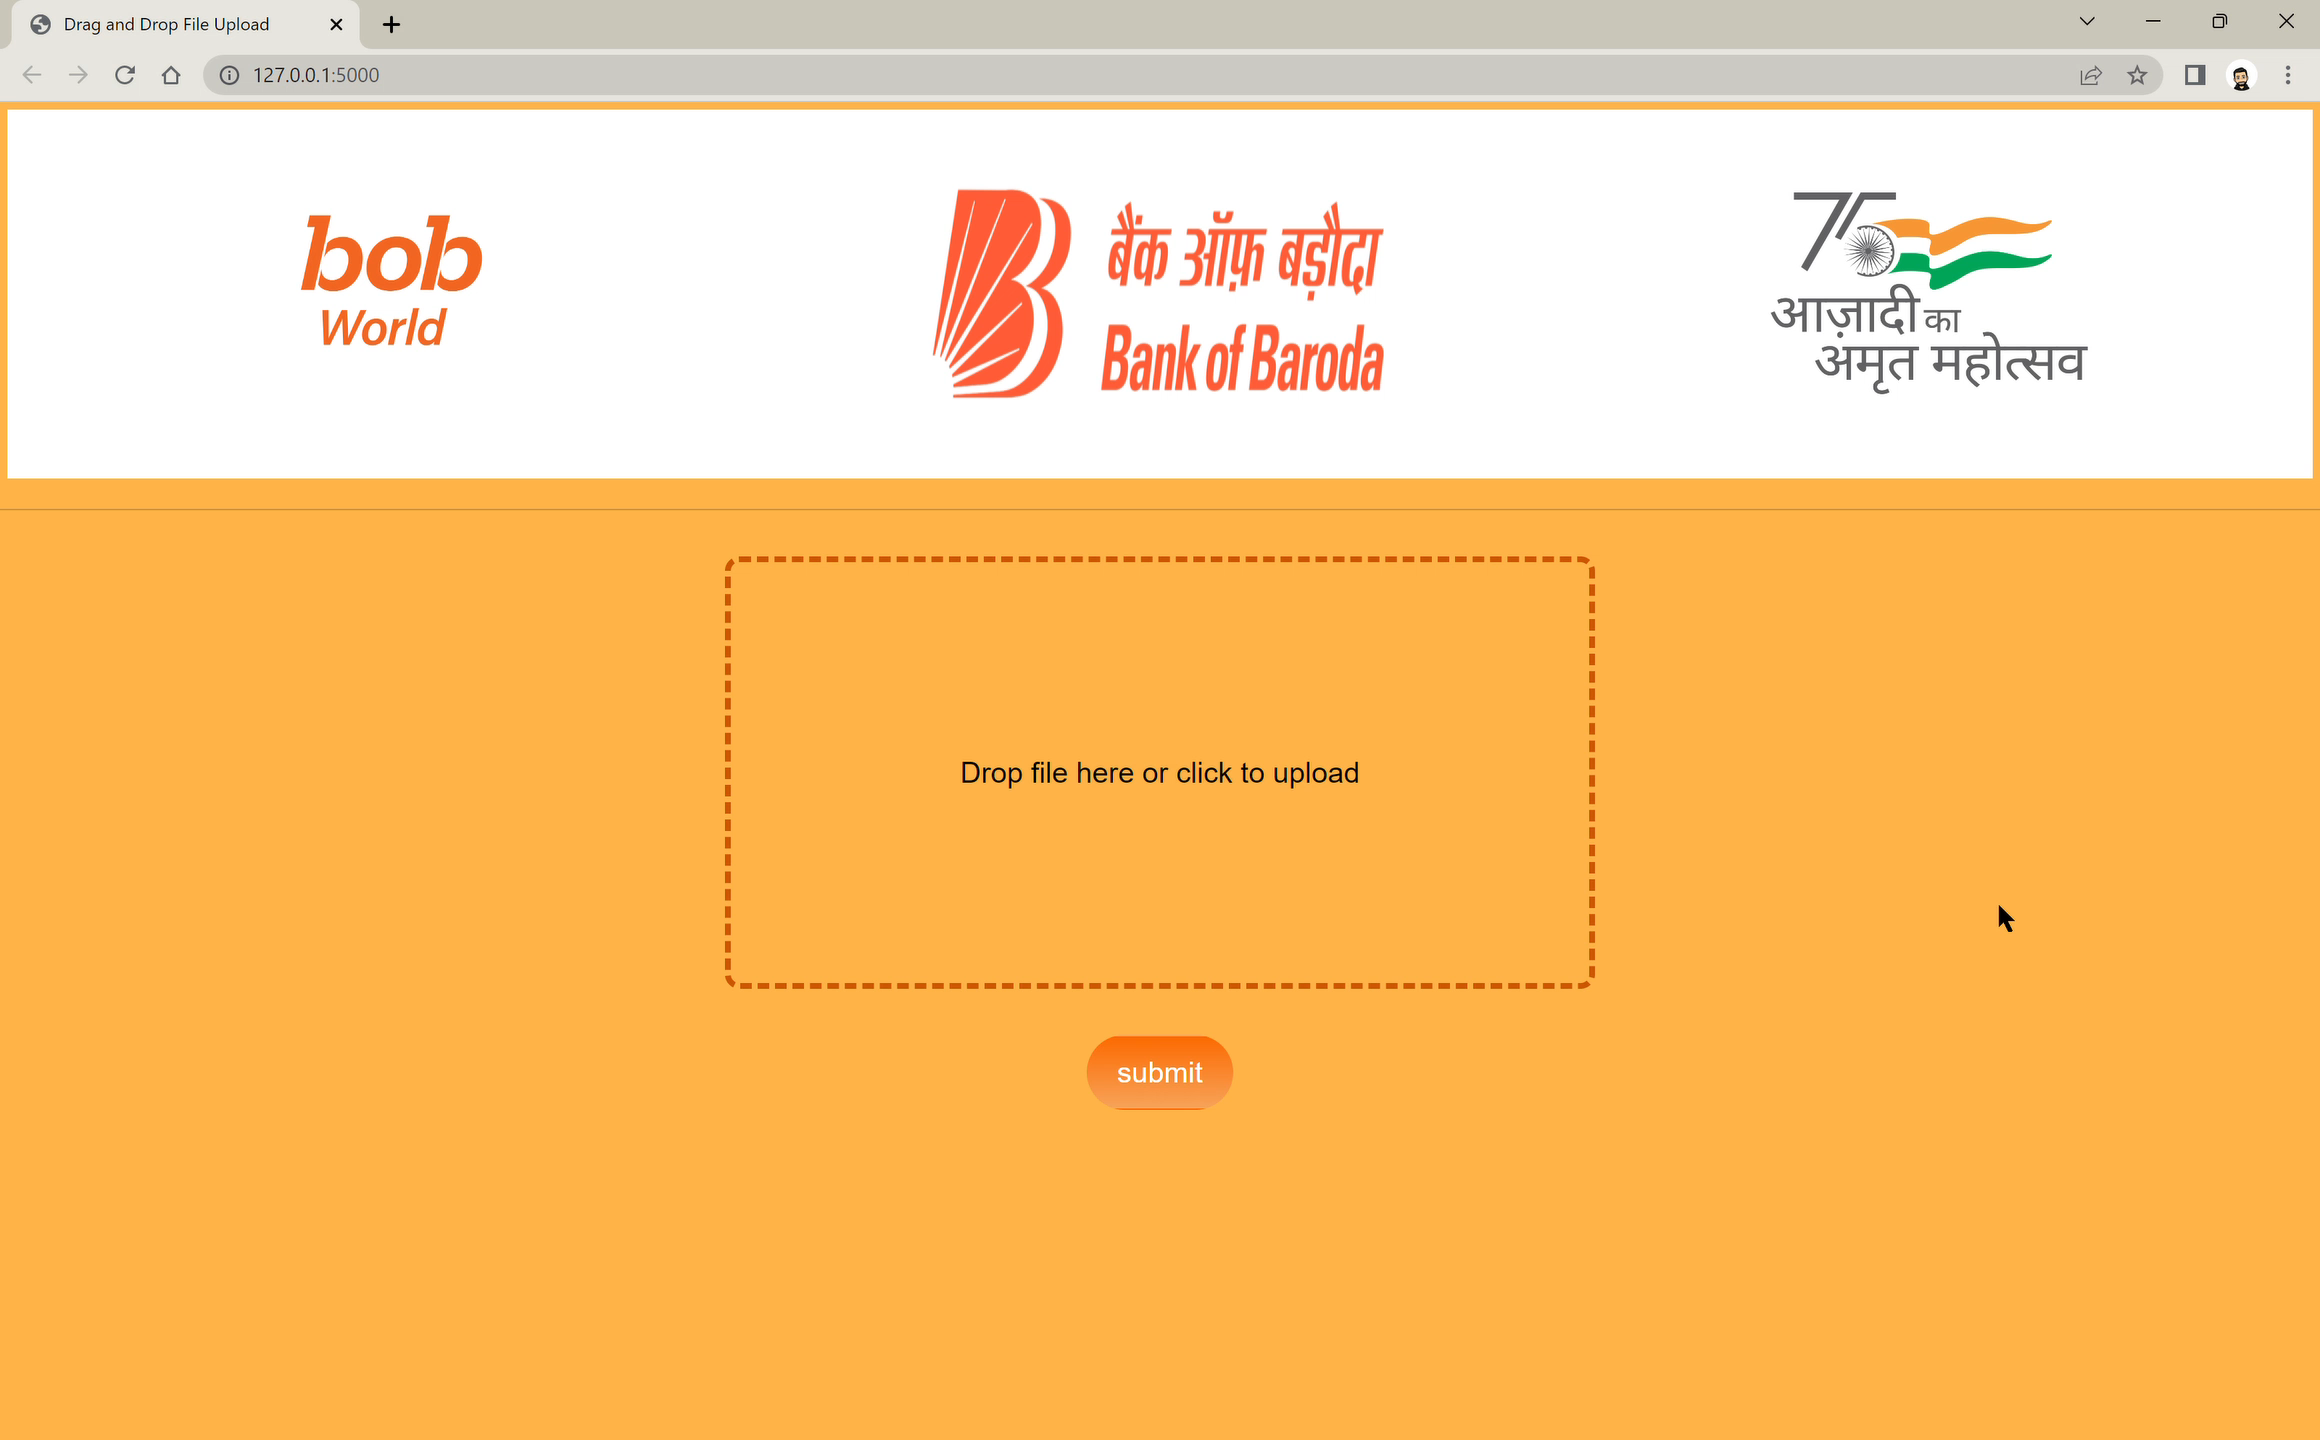 Drag and Drop File Upload
127.0.0.1:5000
bob
World
बैंक ऑफ़ बड़ौदा
Bank of Baroda
75
आज़ादी का
अमृत महोत्सव
Drop file here or click to upload
submit